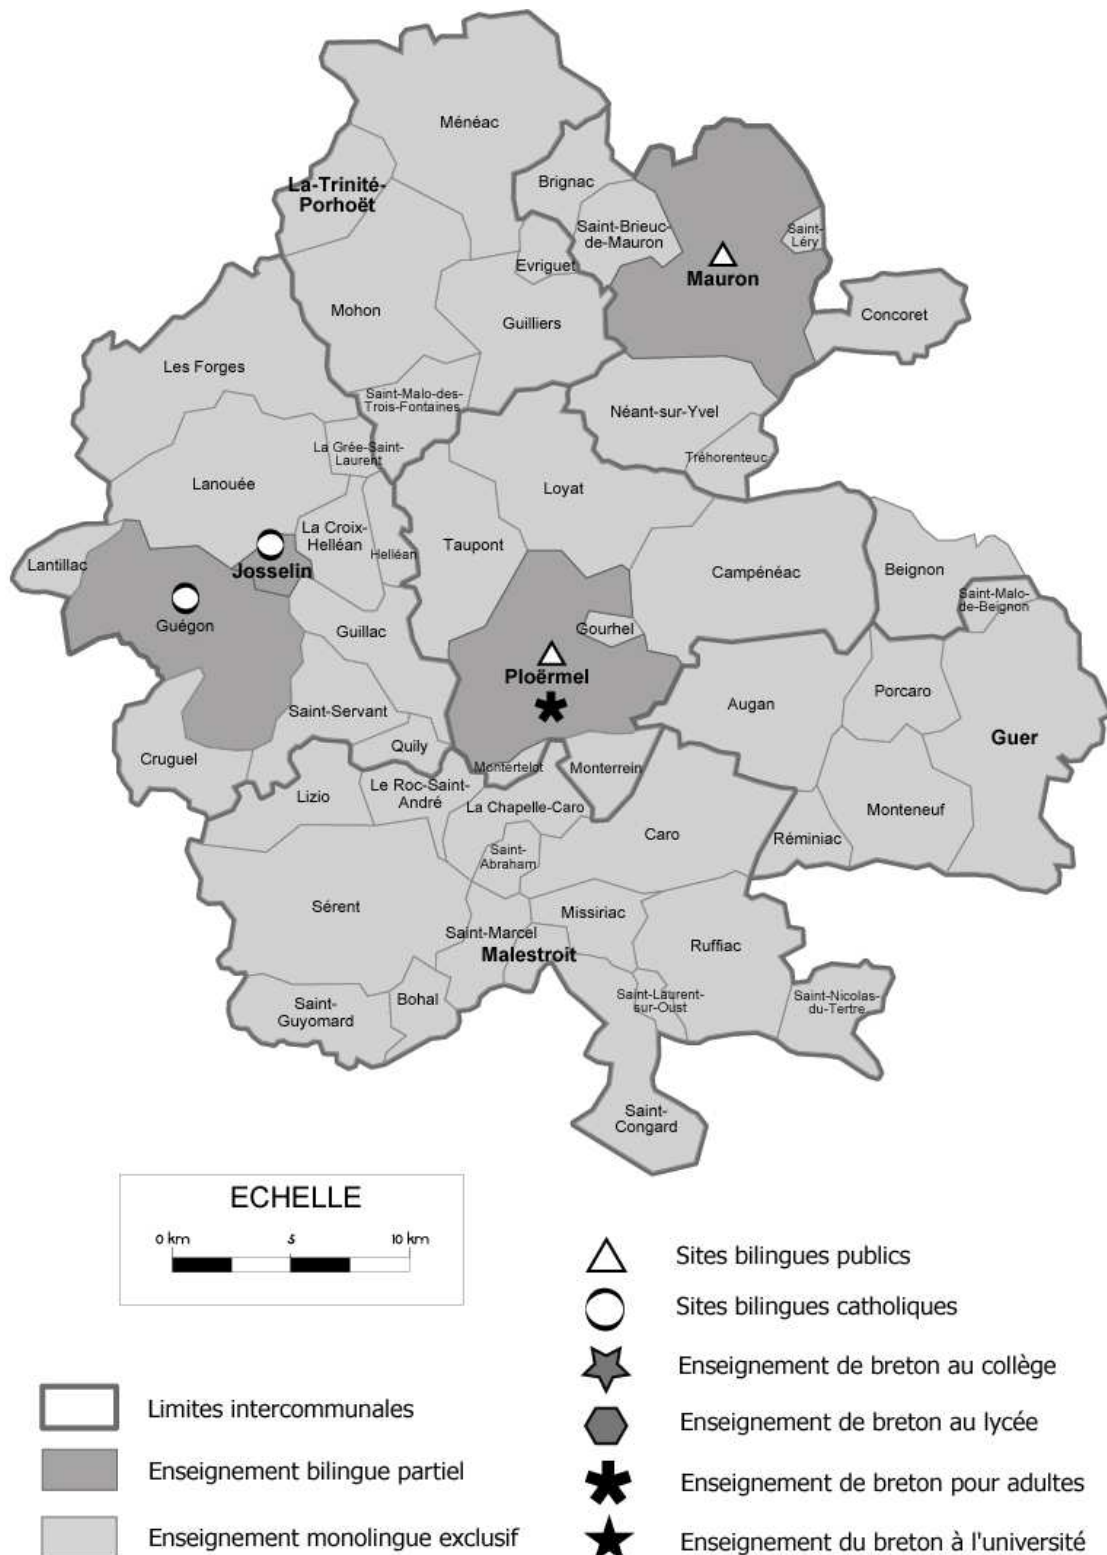 Ménéac
La-Trinité-
Porhoët
Brignac
Saint-Brieuc-
de-Mauron
Saint-
Léry
Evriguet
Mauron
Mohon
Guilliers
Concoret
Les Forges
Saint-Malo-des-
Trois-Fontaines
Néant-sur-Yvel
La Grée-Saint-
Laurent
Tréhorenteuc
Lanouée
Loyat
La Croix-
Helléan
Helléan
Taupont
Lantillac
Josselin
Campénéac
Beignon
Saint-Malo-
de-Beignon
Guégon
Guillac
Gourhel
Ploërmel
Augan
Porcaro
Saint-Servant
Guer
Cruguel
Quily
Montertelot
Monterrein
Lizio
Le Roc-Saint-
André
La Chapelle-Caro
Caro
Réminiac
Monteneuf
Saint-
Abraham
Sérent
Missiriac
Saint-Marcel
Malestroit
Ruffiac
Saint-
Guyomard
Bohal
Saint-Laurent-
sur-Oust
Saint-Nicolas-
du-Tertre
Saint-
Congard
ECHELLE
0 km 5 10 km
Sites bilingues publics
Sites bilingues catholiques
Enseignement de breton au collège
Enseignement de breton au lycée
Enseignement de breton pour adultes
Enseignement du breton à l'université
Limites intercommunales
Enseignement bilingue partiel
Enseignement monolingue exclusif